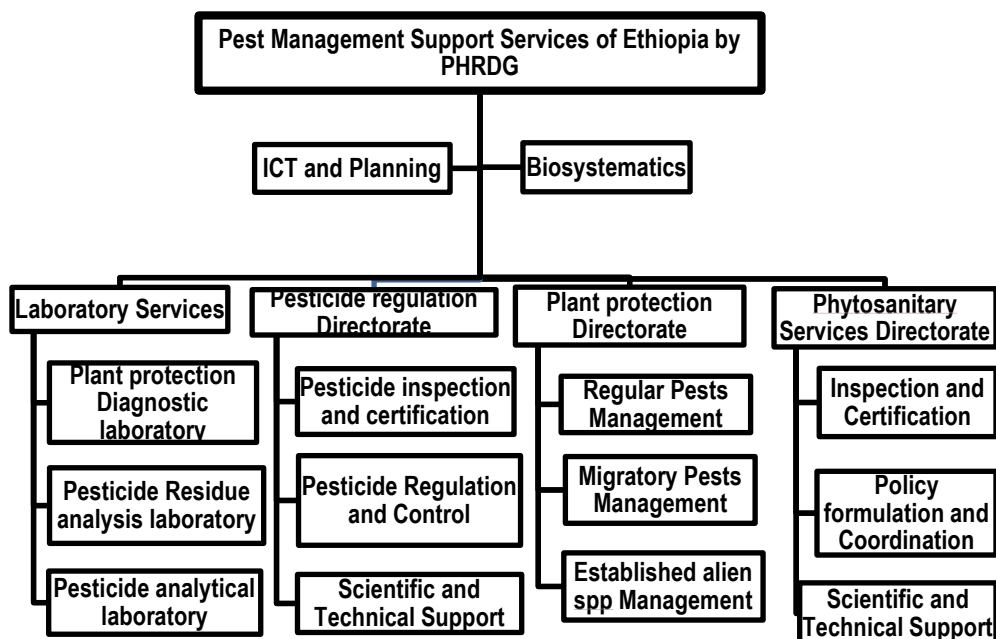 Pest Management Support Services of Ethiopia by
PHRDG
ICT and Planning
Biosystematics
Laboratory Services
Plant protection
Diagnostic
laboratory
Pesticide Residue
analysis laboratory
Pesticide analytical
laboratory
Pesticide regulation
Directorate
Pesticide inspection
and certification
Pesticide Regulation
and Control
Scientific and
Technical Support
Plant protection
Directorate
Regular Pests
Management
Migratory Pests
Management
Established alien
spp Management
Phytosanitary
Services Directorate
Inspection and
Certification
Policy
formulation and
Coordination
Scientific and
Technical Support